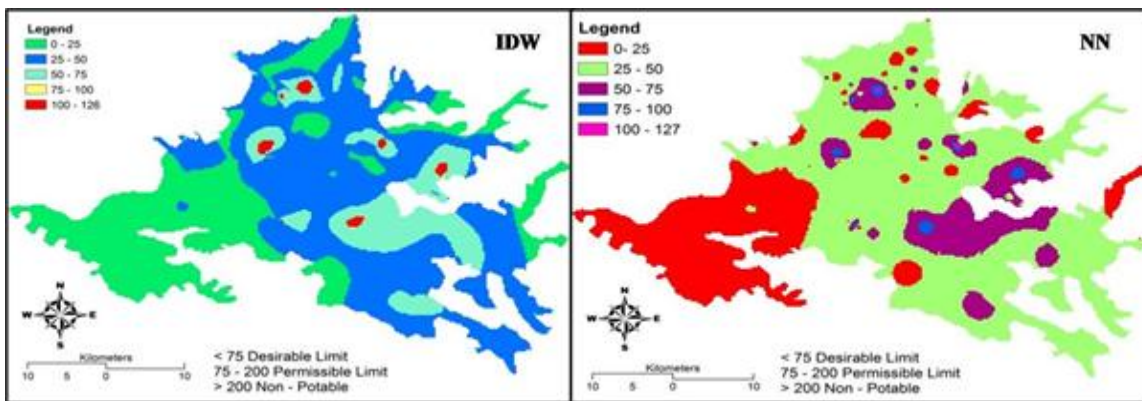 Legend
0 - 25
25 - 50
50 - 75
75 - 100
100 - 126
IDW
N
W E
S
Kilometers
10 5 0 10
< 75 Desirable Limit
75 - 200 Permissible Limit
> 200 Non - Potable
Legend
0- 25
25 - 50
50 - 75
75 - 100
100 - 127
NN
N
W E
S
Kilometers
10 5 0 10
< 75 Desirable Limit
75 - 200 Permissible Limit
> 200 Non - Potable